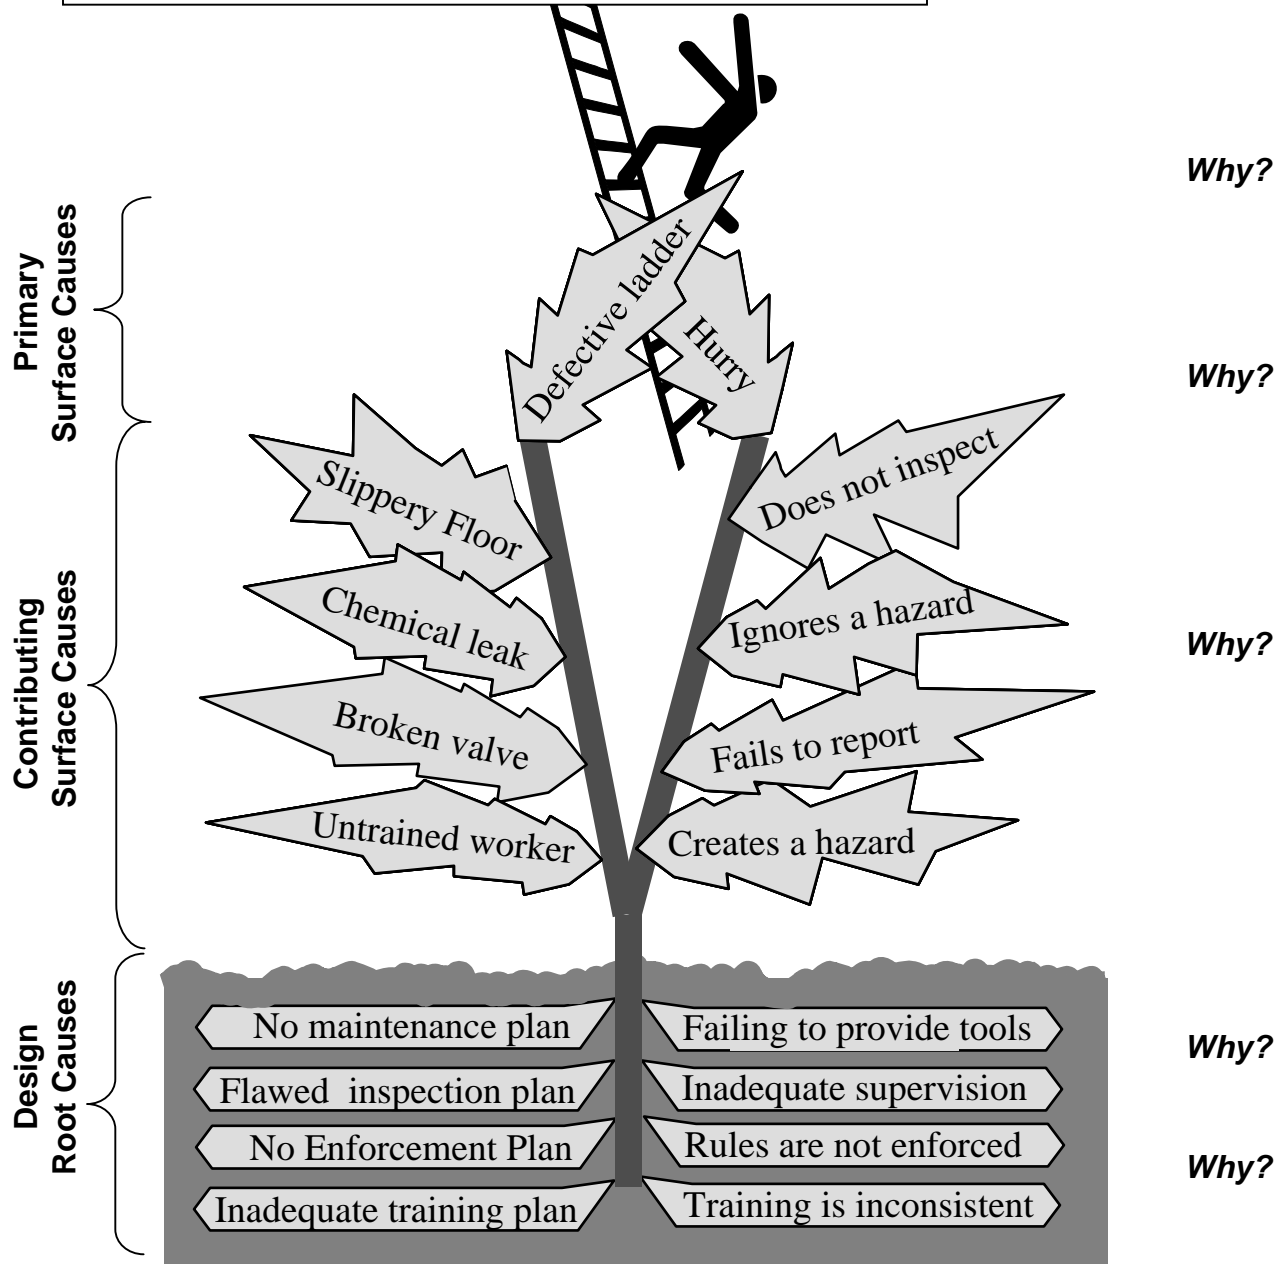 Why?
Primary
Surface Causes
Defective ladder
Hurry
Why?
Slippery Floor
Does not inspect
Contributing
Surface Causes
Chemical leak
Ignores a hazard
Why?
Broken valve
Fails to report
Untrained worker
Creates a hazard
Design
Root Causes
No maintenance plan
Failing to provide tools
Why?
Flawed  inspection plan
Inadequate supervision
No Enforcement Plan
Rules are not enforced
Why?
Inadequate training plan
Training is inconsistent